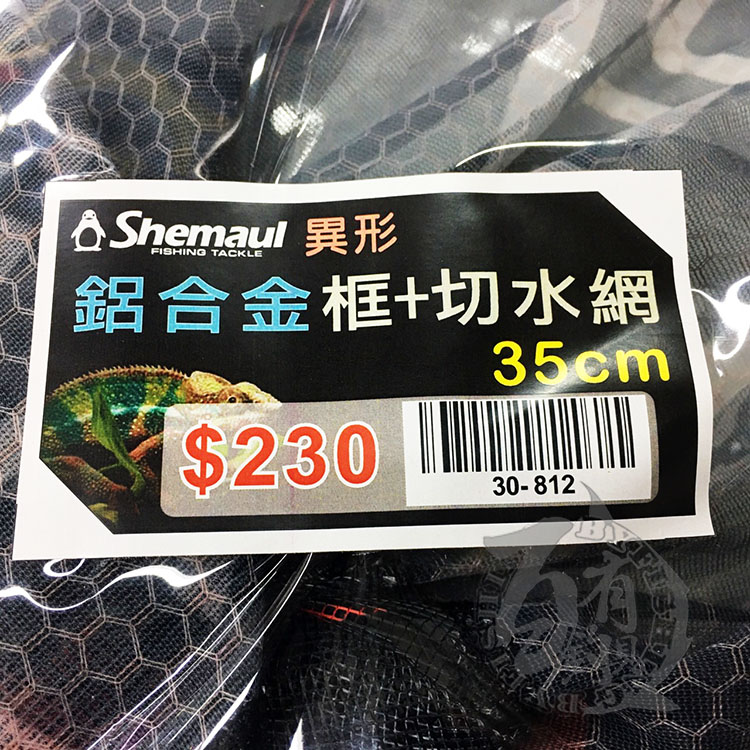 Shemaul 異形
FISHING TACKLE
鋁合金框+切水網
35cm
$230
30-812